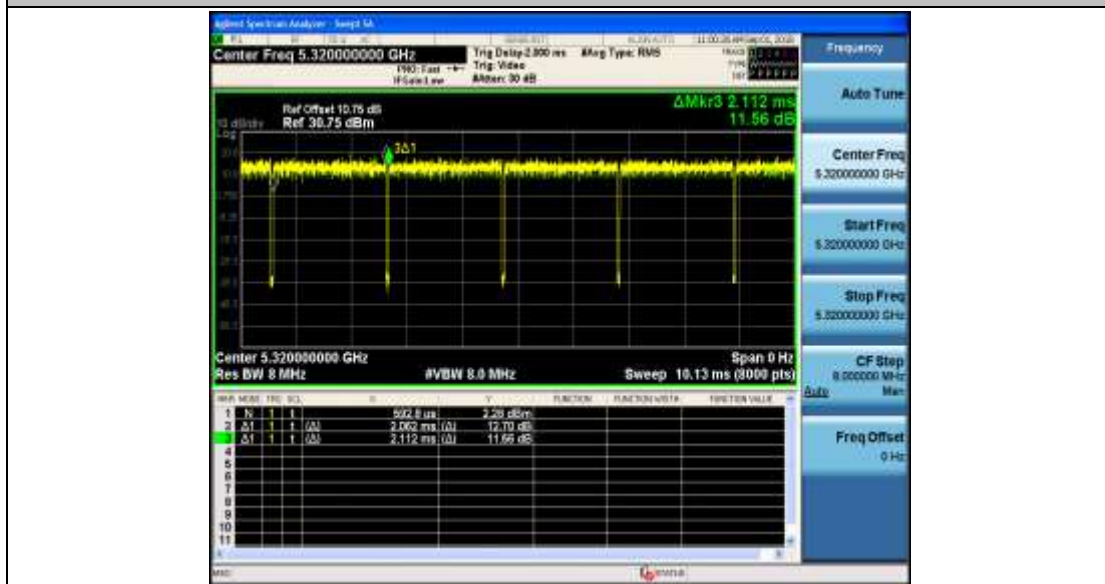 Agilent Spectrum Analyzer - Swept SA
Center Freq 5.320000000 GHz
PNO: Fast
IFGain:Low
Trig Delay-2.000 ms
Trig: Video
#Atten: 30 dB
#Avg Type: RMS
Frequency
Auto Tune
Ref Offset 10.75 dB
Ref 30.75 dBm
10 dB/div
Log
ΔMkr3 2.112 ms
11.56 dB
3Δ1
Center Freq
5.320000000 GHz
Start Freq
5.320000000 GHz
Stop Freq
5.320000000 GHz
CF Step
8.000000 MHz
Auto Man
Freq Offset
0 Hz
Center 5.320000000 GHz
Span 0 Hz
Res BW 8 MHz
#VBW 8.0 MHz
Sweep 10.13 ms (8000 pts)
MKR MODE TRC SCL X Y FUNCTION FUNCTION WIDTH FUNCTION VALUE
1 N 1 t 592.8 us 2.28 dBm
2 Δ1 1 t (Δ) 2.062 ms (Δ) 12.70 dB
3 Δ1 1 t (Δ) 2.112 ms (Δ) 11.56 dB
4
5
6
7
8
9
10
11
MSG
STATUS